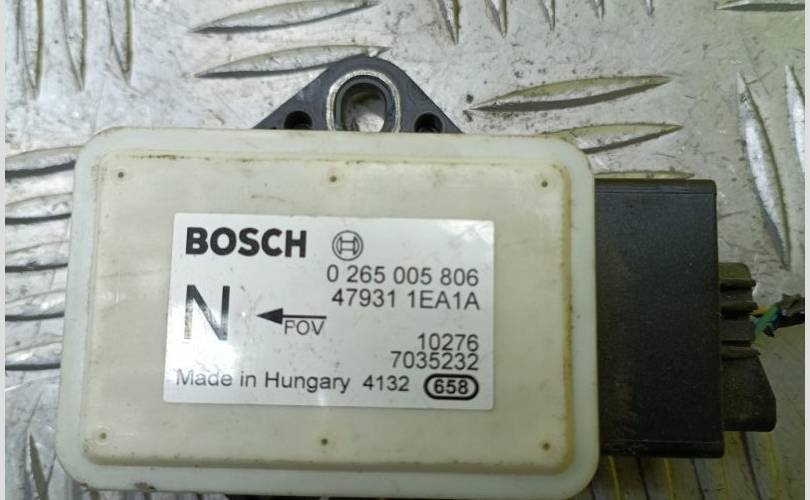 BOSCH
0 265 005 806
47931 1EA1A
N
FOV
10276
7035232
Made in Hungary 4132 658